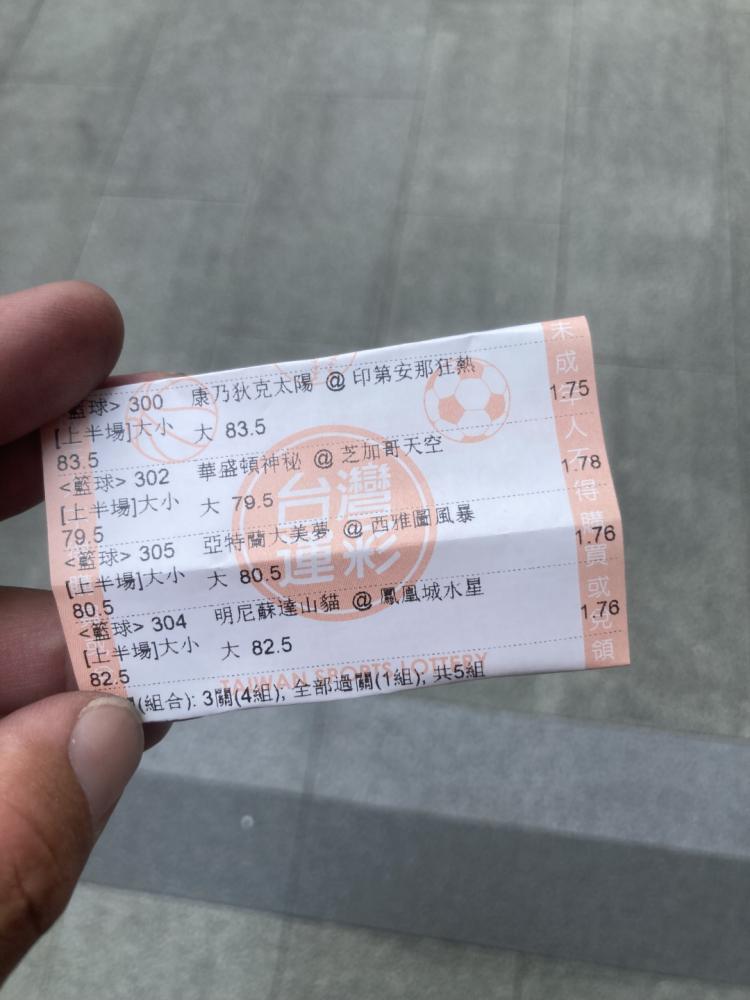 籃球> 300 康乃狄克太陽 @ 印第安那狂熱
[上半場]大小 大 83.5 1.75
83.5
<籃球> 302 華盛頓神秘 @ 芝加哥天空
[上半場]大小 大 79.5 1.78
79.5
<籃球> 305 亞特蘭大美夢 @ 西雅圖風暴
[上半場]大小 大 80.5 1.76
80.5
<籃球> 304 明尼蘇達山貓 @ 鳳凰城水星
[上半場]大小 大 82.5 1.76
82.5
(組合): 3關(4組), 全部過關(1組), 共5組
台灣
運彩
TAIWAN SPORTS LOTTERY
未成年人不得購買或兌領